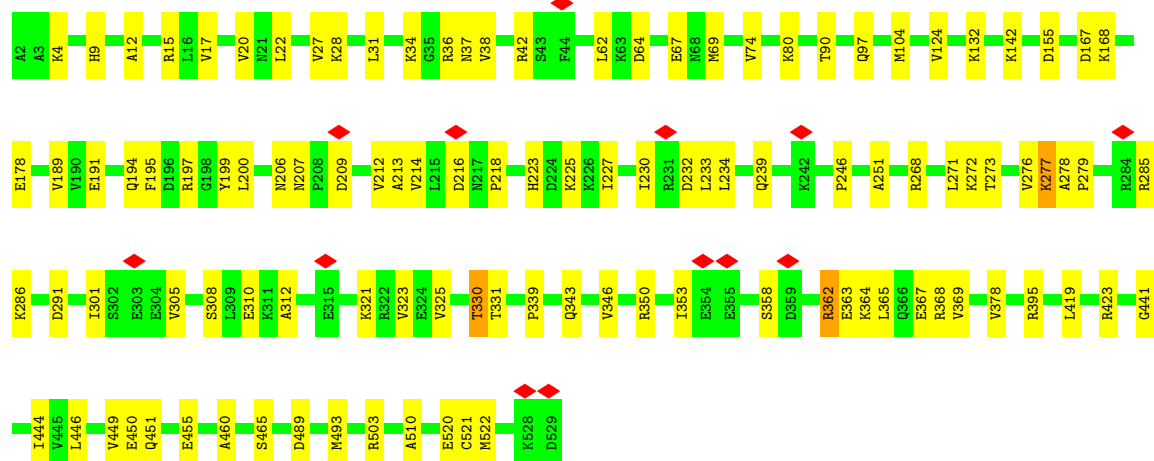 A2 A3 K4 H9 A12 R15 L16 V17 V20 N21 L22 V27 K28 L31 K34 G35 R36 N37 V38 R42 S43 F44 L62 K63 D64 E67 N68 M69 V74 K80 T90 Q97 M104 V124 K132 K142 D155 D167 K168
E178 V189 V190 E191 Q194 F195 D196 R197 G198 Y199 L200 N206 N207 P208 D209 V212 A213 V214 L215 D216 N217 P218 H223 D224 K225 K226 I227 I230 R231 D232 L233 L234 Q239 K242 P246 A251 R268 L271 K272 T273 V276 K277 A278 P279 R284 R285
K286 D291 I301 S302 E303 E304 V305 S308 L309 E310 K311 A312 E315 K321 R322 V323 E324 V325 T330 T331 P339 Q343 V346 R350 I353 E354 E355 S358 D359 R362 E363 K364 L365 Q366 E367 R368 V369 V378 R395 L419 R423 G441
I444 V445 L446 V449 E450 Q451 E455 A460 S465 D489 M493 R503 A510 E520 C521 M522 K528 D529